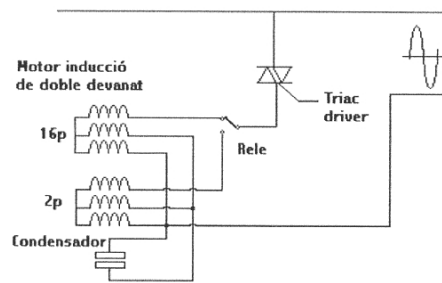 Motor inducció
de doble devanat
16p
2p
Condensador
Rele
Triac
driver